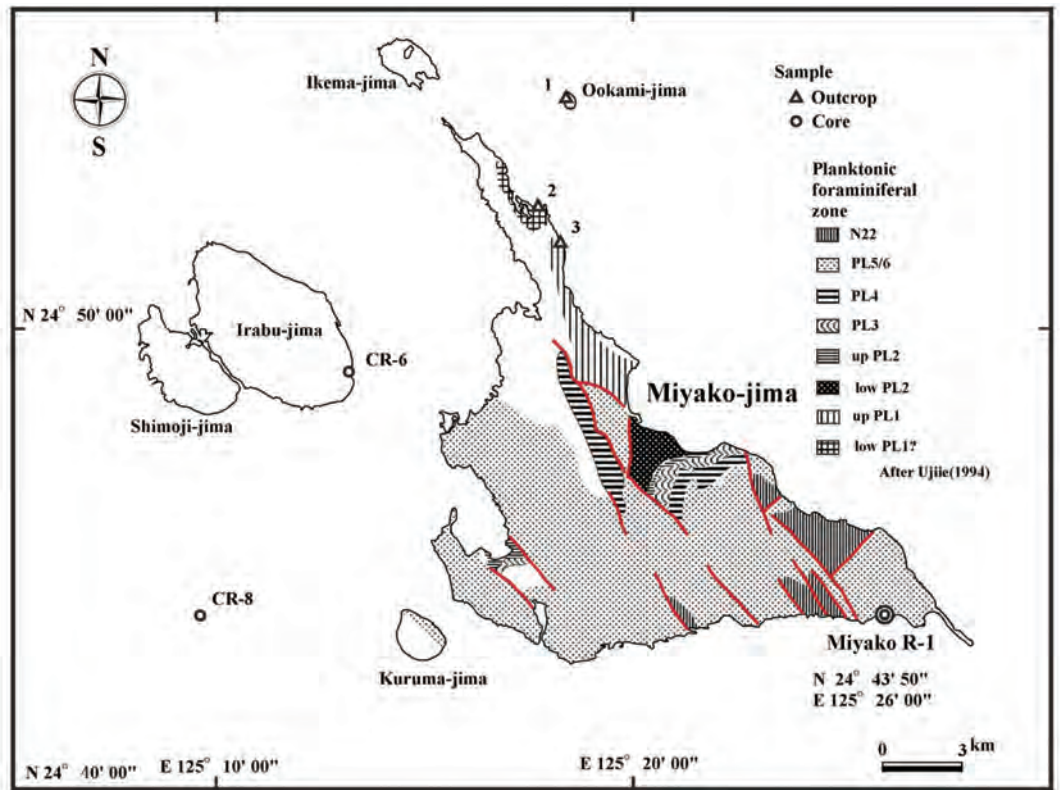 N
S
Ikema-jima
1
Ookami-jima
2
3
Sample
Outcrop
Core
Planktonic
foraminiferal
zone
N22
PL5/6
PL4
PL3
up PL2
low PL2
up PL1
low PL1?
After Ujiie(1994)
N 24° 50' 00"
Irabu-jima
CR-6
Shimoji-jima
Miyako-jima
CR-8
Kuruma-jima
Miyako R-1
N 24° 43' 50"
E 125° 26' 00"
0 3 km
N 24° 40' 00" E 125° 10' 00" E 125° 20' 00"